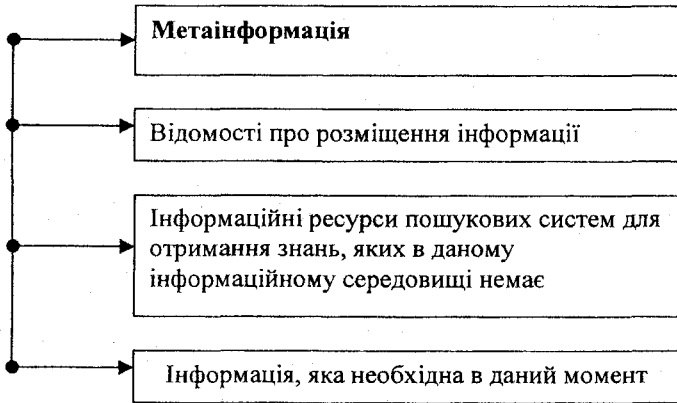 Метаінформація
Відомості про розміщення інформації
Інформаційні ресурси пошукових систем для
отримання знань, яких в даному
інформаційному середовищі немає
Інформація, яка необхідна в даний момент